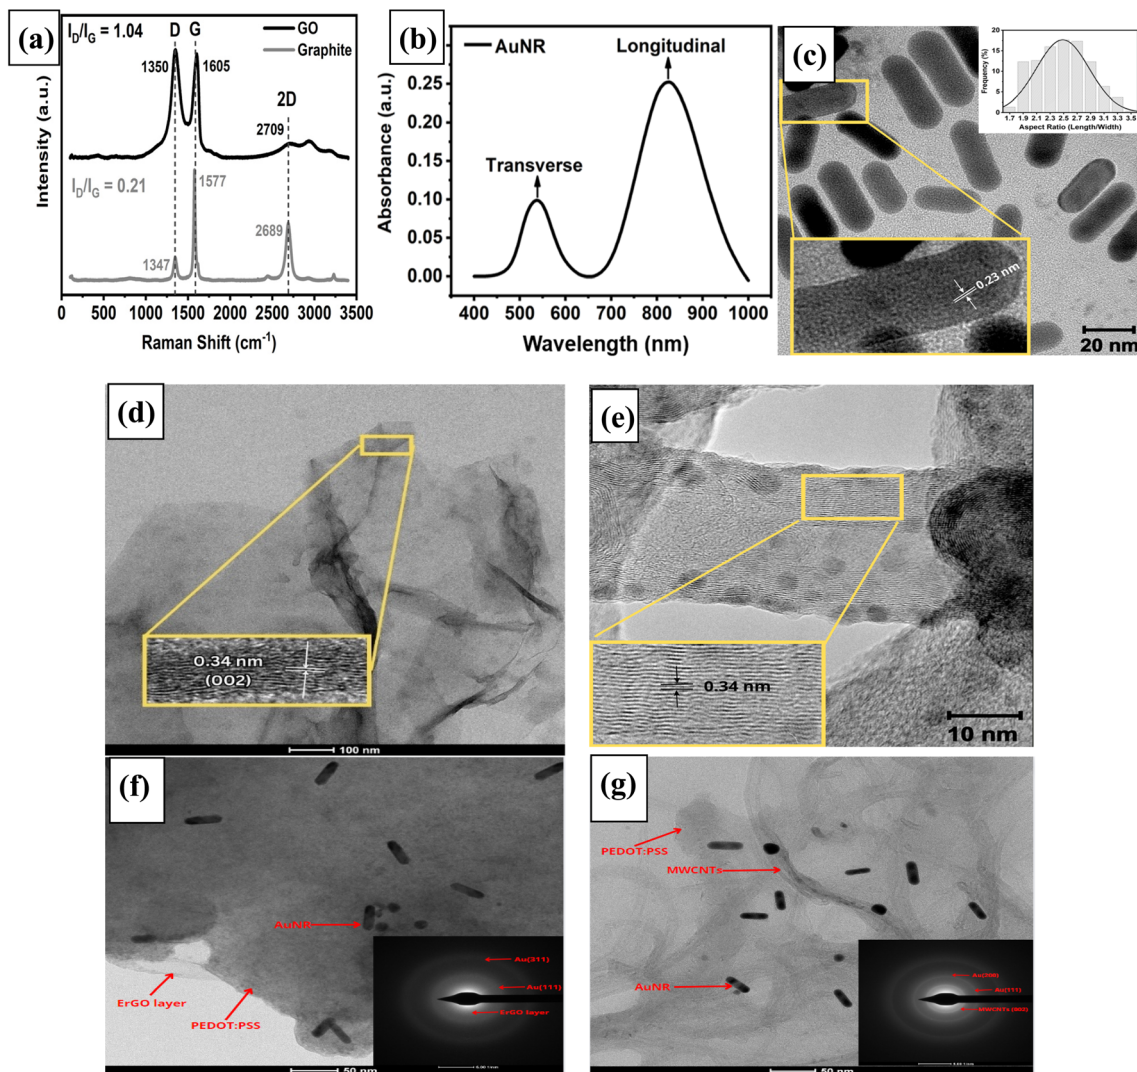 (a)
I_D/I_G = 1.04
D
G
GO
Graphite
1350
1605
2D
2709
I_D/I_G = 0.21
1577
2689
1347
Intensity (a.u.)
0 500 1000 1500 2000 2500 3000 3500
Raman Shift (cm⁻¹)
(b)
AuNR
Longitudinal
Transverse
Absorbance (a.u.)
0.25
0.20
0.15
0.10
0.05
0.00
400 500 600 700 800 900 1000
Wavelength (nm)
(c)
Frequency (%)
20
15
10
5
0
1.7 1.9 2.1 2.3 2.5 2.7 2.9 3.1 3.3 3.5
Aspect Ratio (Length/Width)
0.23 nm
20 nm
(d)
0.34 nm
(002)
100 nm
(e)
0.34 nm
10 nm
(f)
AuNR
ErGO layer
PEDOT:PSS
Au(311)
Au(111)
ErGO layer
50 nm
(g)
PEDOT:PSS
MWCNTs
AuNR
Au(111)
MWCNTs (002)
50 nm